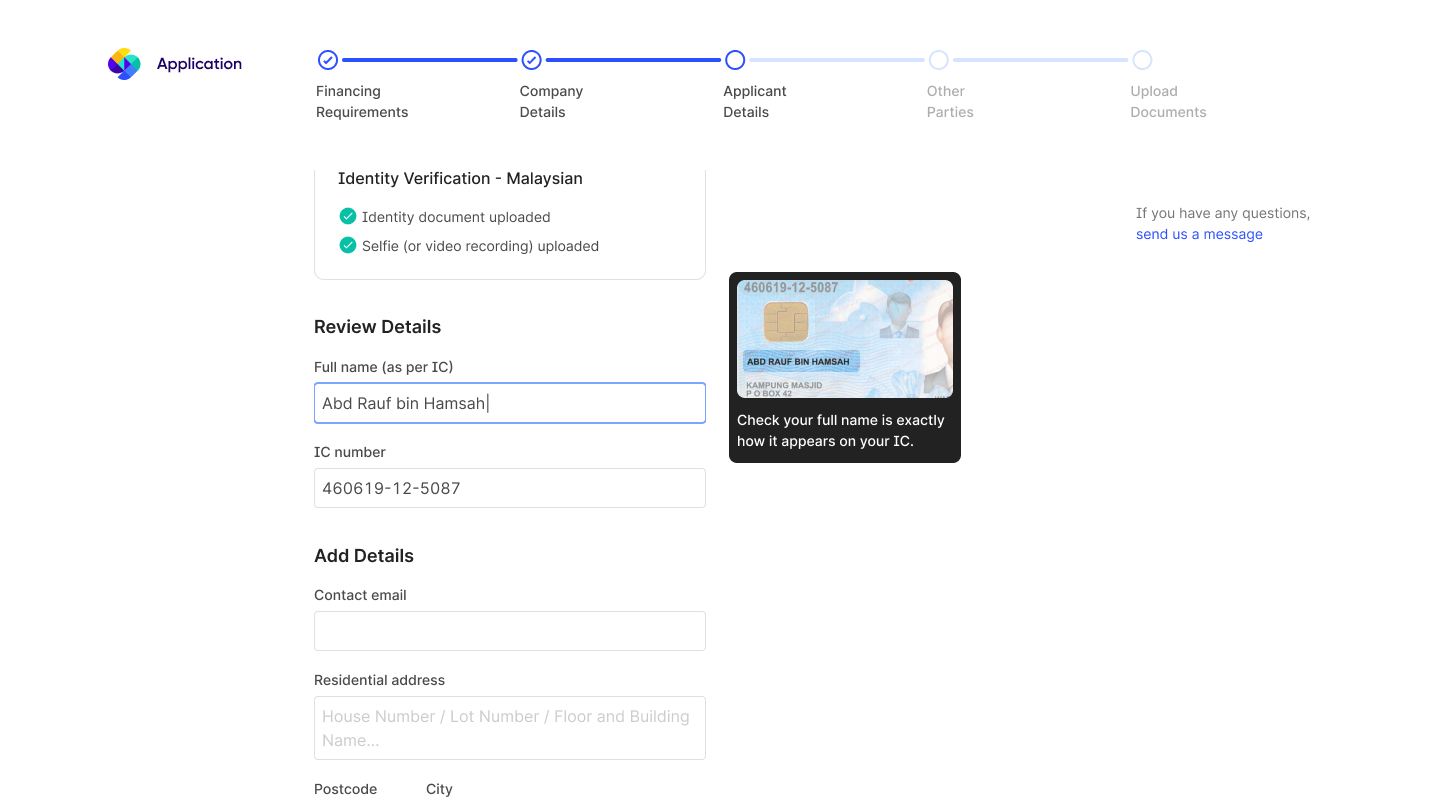 Application
Financing
Requirements
Company
Details
Applicant
Details
Other
Parties
Upload
Documents
Identity Verification - Malaysian
Identity document uploaded
Selfie (or video recording) uploaded
If you have any questions,
send us a message
Review Details
Full name (as per IC)
Abd Rauf bin Hamsah
IC number
460619-12-5087
460619-12-5087
ABD RAUF BIN HAMSAH
KAMPUNG MASJID
P O BOX 42
Check your full name is exactly
how it appears on your IC.
Add Details
Contact email
Residential address
House Number / Lot Number / Floor and Building
Name...
Postcode City